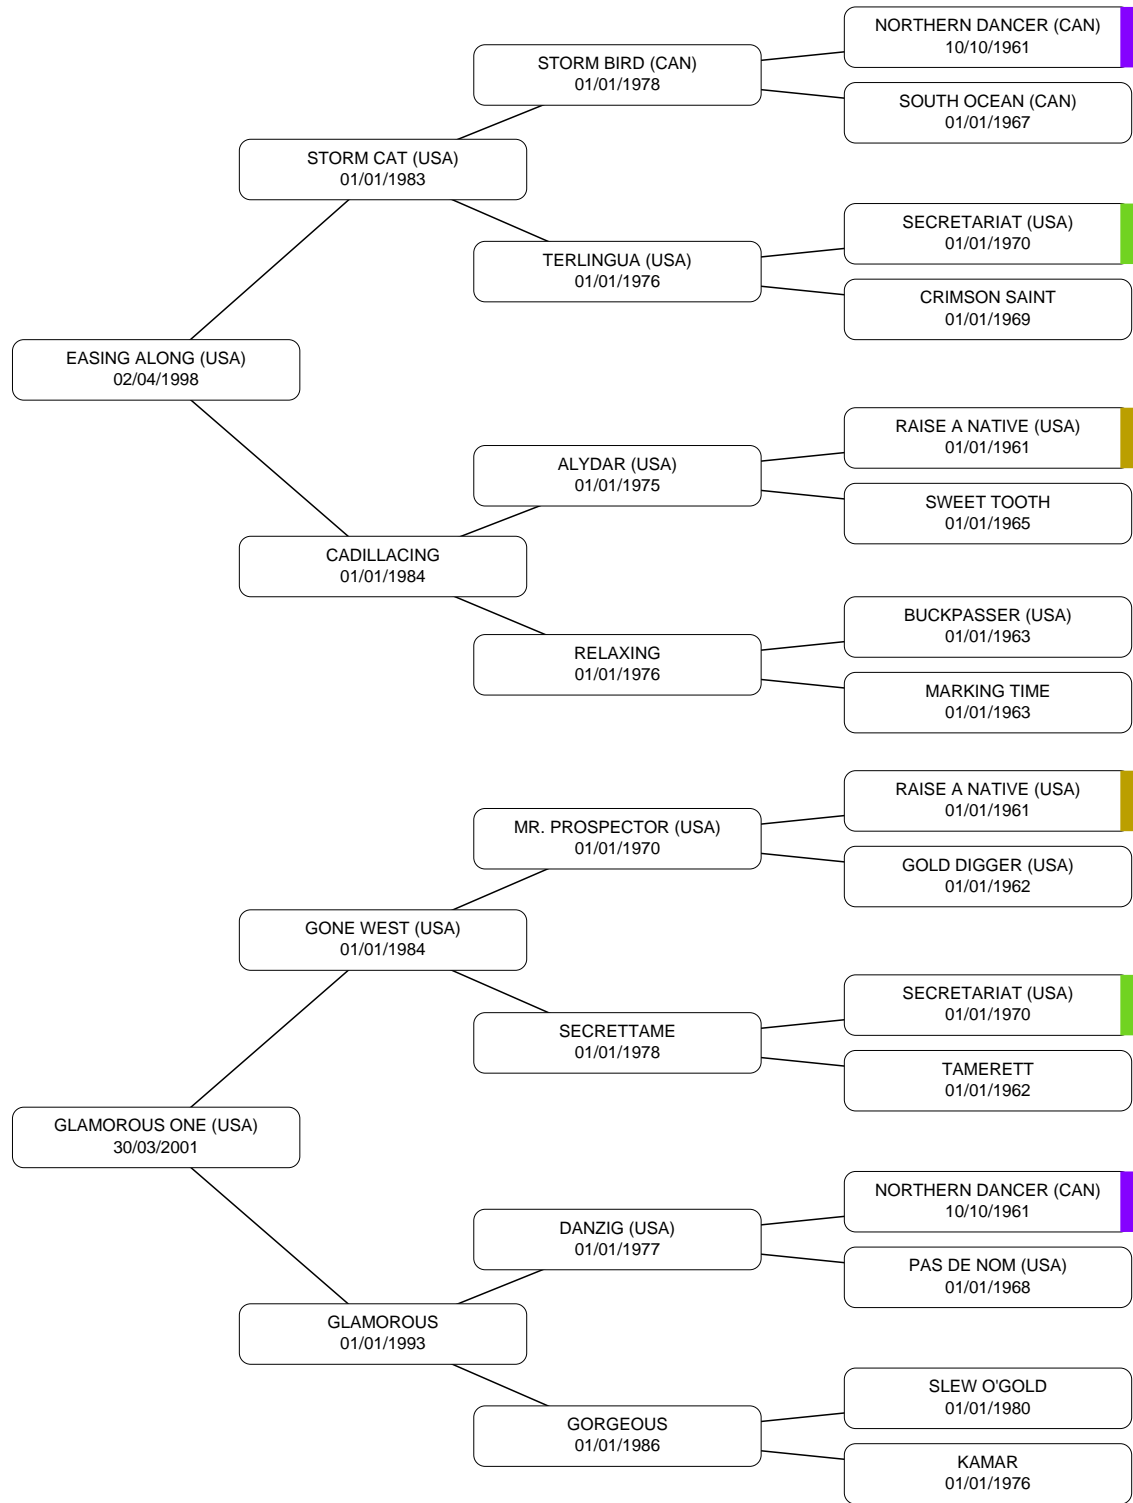 NORTHERN DANCER (CAN)
10/10/1961
STORM BIRD (CAN)
01/01/1978
SOUTH OCEAN (CAN)
01/01/1967
STORM CAT (USA)
01/01/1983
SECRETARIAT (USA)
01/01/1970
TERLINGUA (USA)
01/01/1976
CRIMSON SAINT
01/01/1969
EASING ALONG (USA)
02/04/1998
RAISE A NATIVE (USA)
01/01/1961
ALYDAR (USA)
01/01/1975
SWEET TOOTH
01/01/1965
CADILLACING
01/01/1984
BUCKPASSER (USA)
01/01/1963
RELAXING
01/01/1976
MARKING TIME
01/01/1963
RAISE A NATIVE (USA)
01/01/1961
MR. PROSPECTOR (USA)
01/01/1970
GOLD DIGGER (USA)
01/01/1962
GONE WEST (USA)
01/01/1984
SECRETARIAT (USA)
01/01/1970
SECRETTAME
01/01/1978
TAMERETT
01/01/1962
GLAMOROUS ONE (USA)
30/03/2001
NORTHERN DANCER (CAN)
10/10/1961
DANZIG (USA)
01/01/1977
PAS DE NOM (USA)
01/01/1968
GLAMOROUS
01/01/1993
SLEW O'GOLD
01/01/1980
GORGEOUS
01/01/1986
KAMAR
01/01/1976